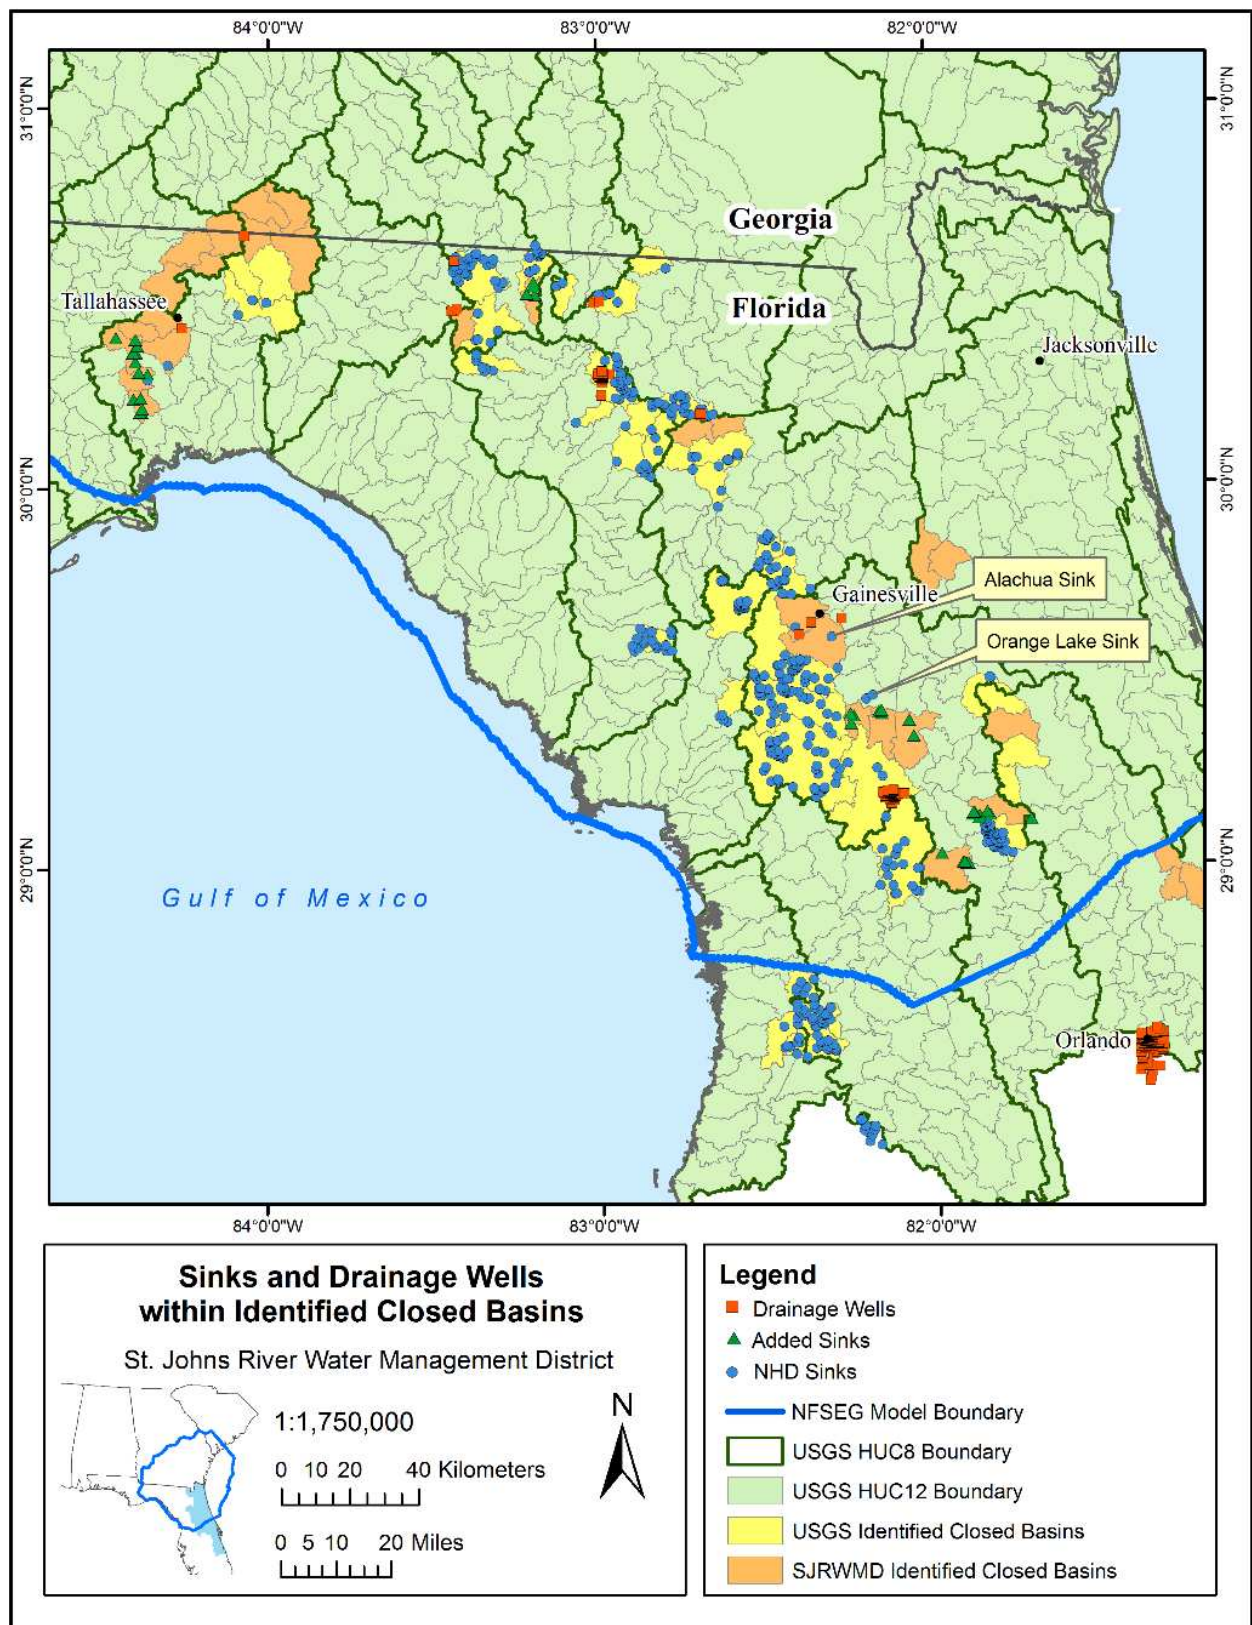 84°0'0"W
83°0'0"W
82°0'0"W
31°0'0"N
31°0'0"N
Georgia
Tallahassee
Florida
Jacksonville
30°0'0"N
30°0'0"N
Alachua Sink
Gainesville
Orange Lake Sink
29°0'0"N
29°0'0"N
Gulf of Mexico
Orlando
84°0'0"W
83°0'0"W
82°0'0"W
Sinks and Drainage Wells
within Identified Closed Basins
St. Johns River Water Management District
1:1,750,000
N
0 10 20 40 Kilometers
0 5 10 20 Miles
Legend
Drainage Wells
Added Sinks
NHD Sinks
NFSEG Model Boundary
USGS HUC8 Boundary
USGS HUC12 Boundary
USGS Identified Closed Basins
SJRWMD Identified Closed Basins